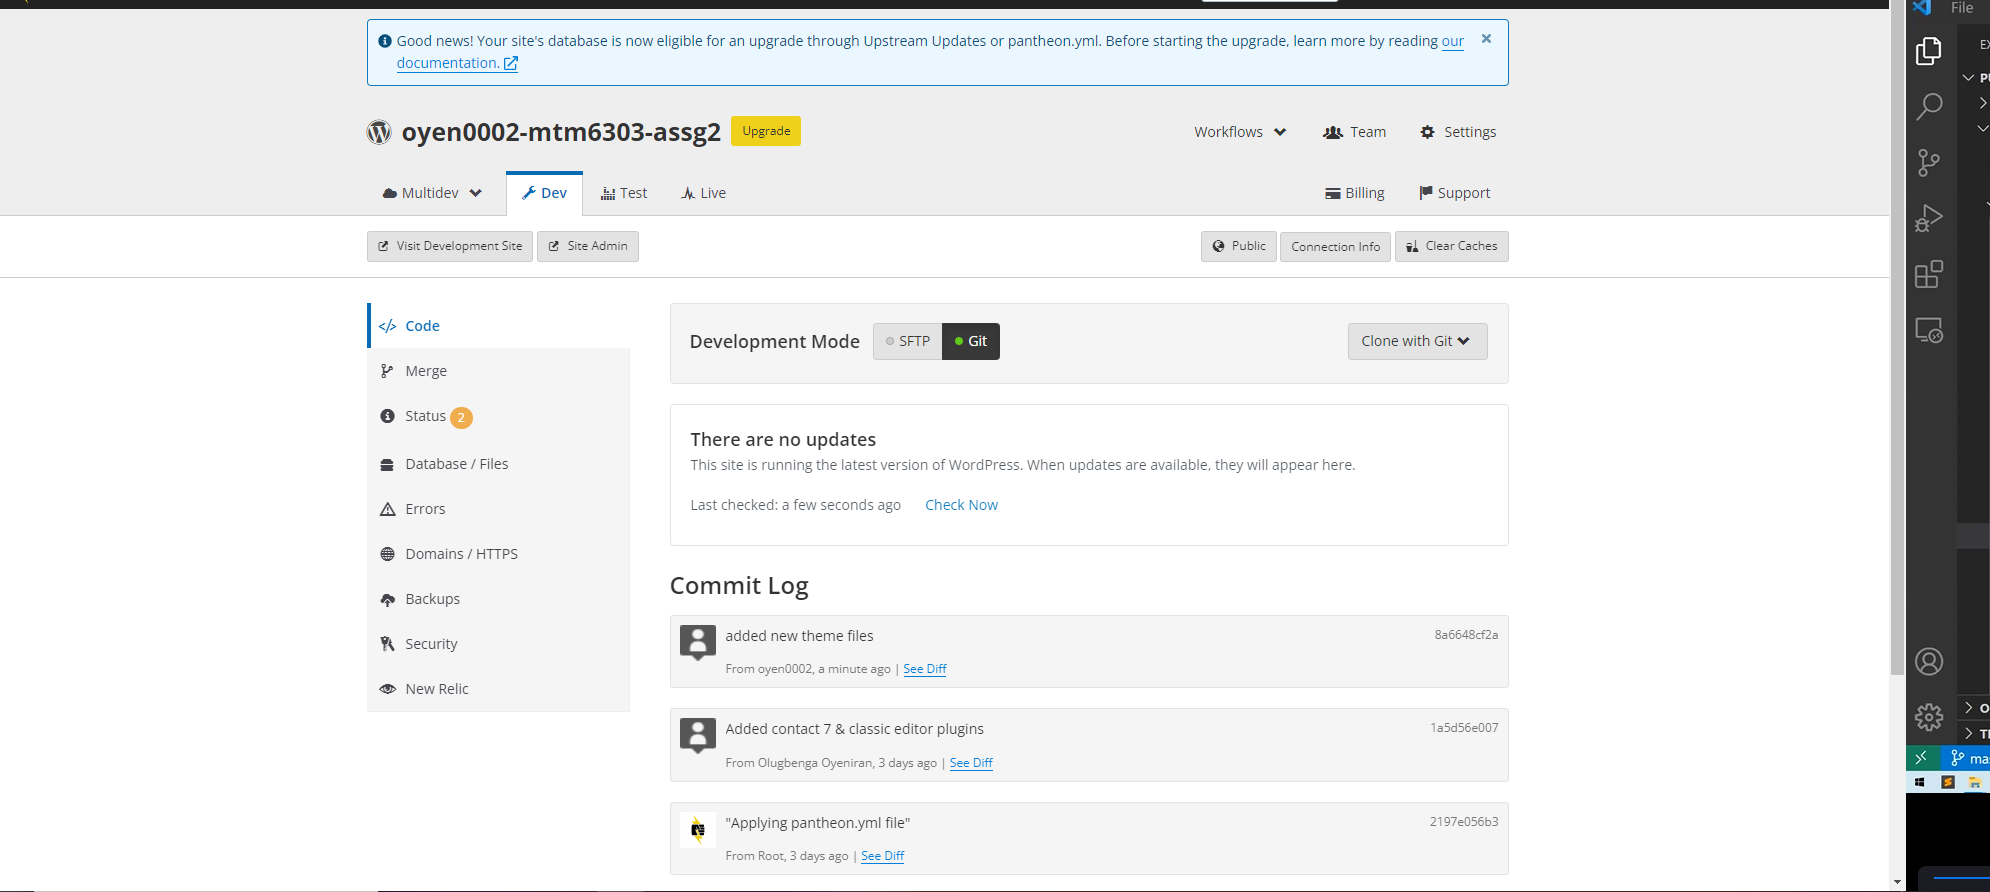 Good news! Your site's database is now eligible for an upgrade through Upstream Updates or pantheon.yml. Before starting the upgrade, learn more by reading our
documentation.
oyen0002-mtm6303-assg2 Upgrade
Workflows Team Settings
Multidev Dev Test Live
Billing Support
Visit Development Site Site Admin
Public Connection Info Clear Caches
Code
Merge
Status 2
Database / Files
Errors
Domains / HTTPS
Backups
Security
New Relic
Development Mode SFTP Git Clone with Git
There are no updates
This site is running the latest version of WordPress. When updates are available, they will appear here.
Last checked: a few seconds ago Check Now
Commit Log
added new theme files 8a6648cf2a
From oyen0002, a minute ago | See Diff
Added contact 7 & classic editor plugins 1a5d56e007
From Olugbenga Oyeniran, 3 days ago | See Diff
"Applying pantheon.yml file" 2197e056b3
From Root, 3 days ago | See Diff
File